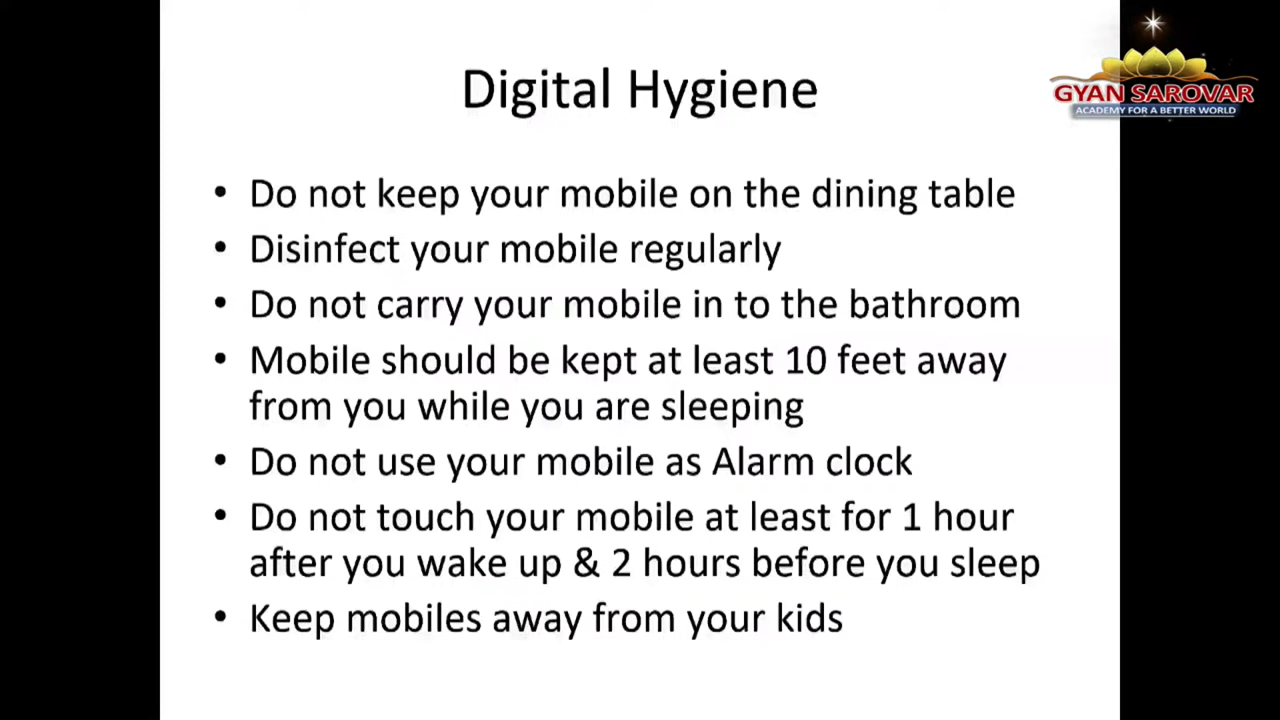 Digital Hygiene
GYAN SAROVAR
ACADEMY FOR A BETTER WORLD
• Do not keep your mobile on the dining table
• Disinfect your mobile regularly
• Do not carry your mobile in to the bathroom
• Mobile should be kept at least 10 feet away
from you while you are sleeping
• Do not use your mobile as Alarm clock
• Do not touch your mobile at least for 1 hour
after you wake up & 2 hours before you sleep
• Keep mobiles away from your kids